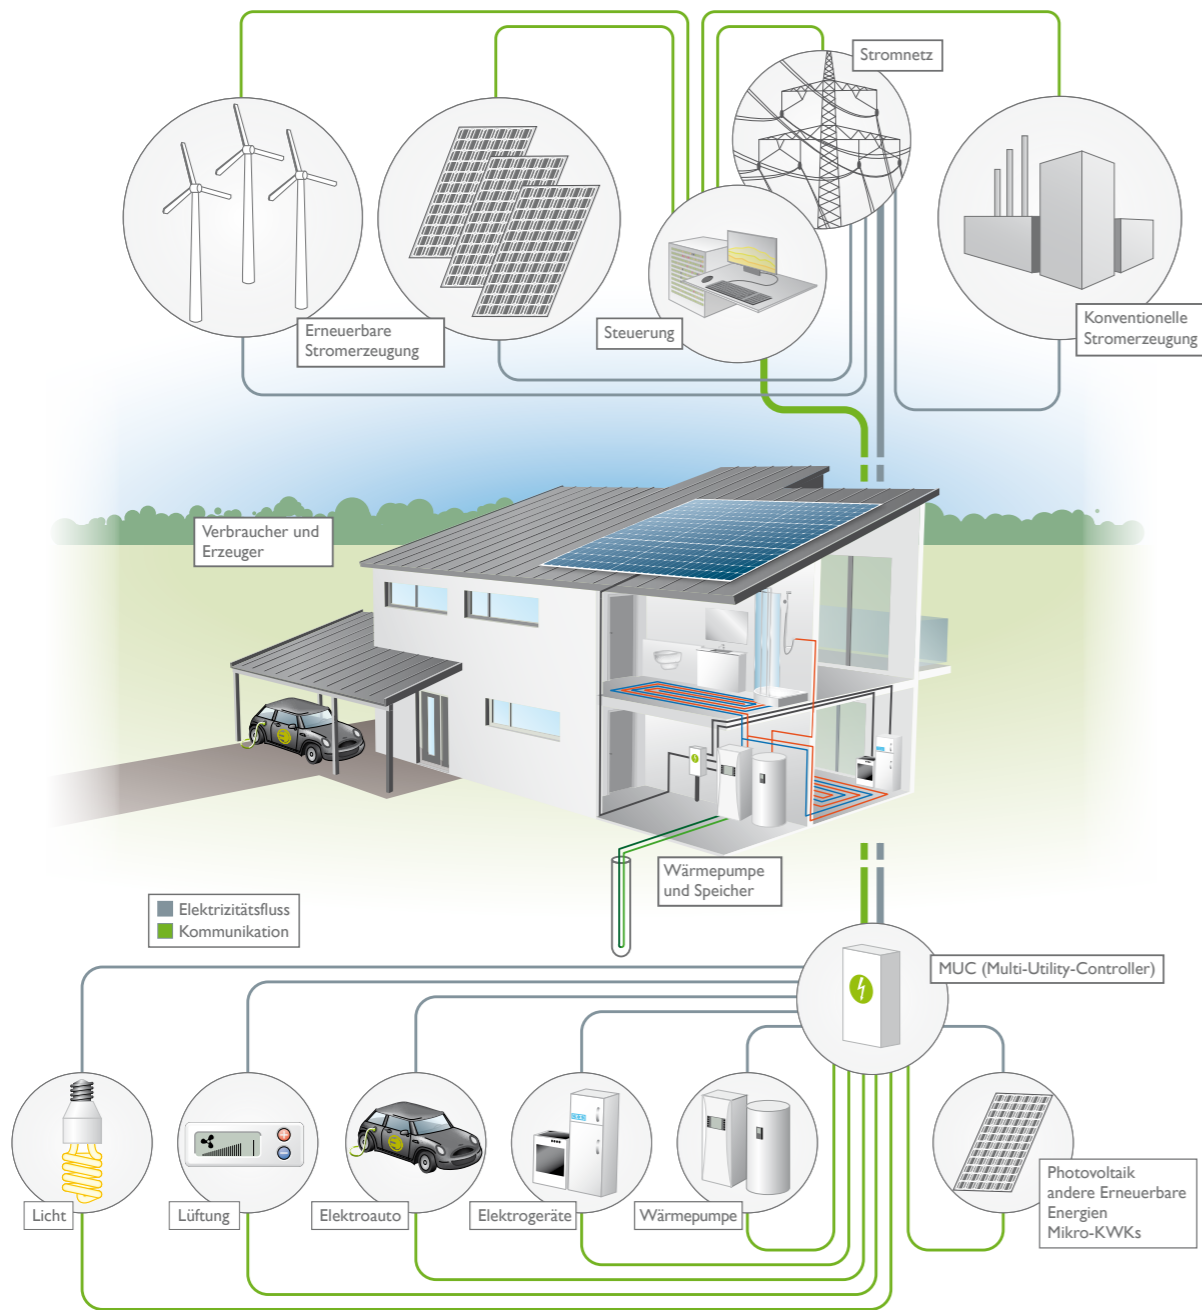 Stromnetz
Erneuerbare
Stromerzeugung
Steuerung
Konventionelle
Stromerzeugung
Verbraucher und
Erzeuger
Wärmepumpe
und Speicher
Elektrizitätsfluss
Kommunikation
MUC (Multi-Utility-Controller)
Licht
Lüftung
Elektroauto
Elektrogeräte
Wärmepumpe
Photovoltaik
andere Erneuerbare
Energien
Mikro-KWKs